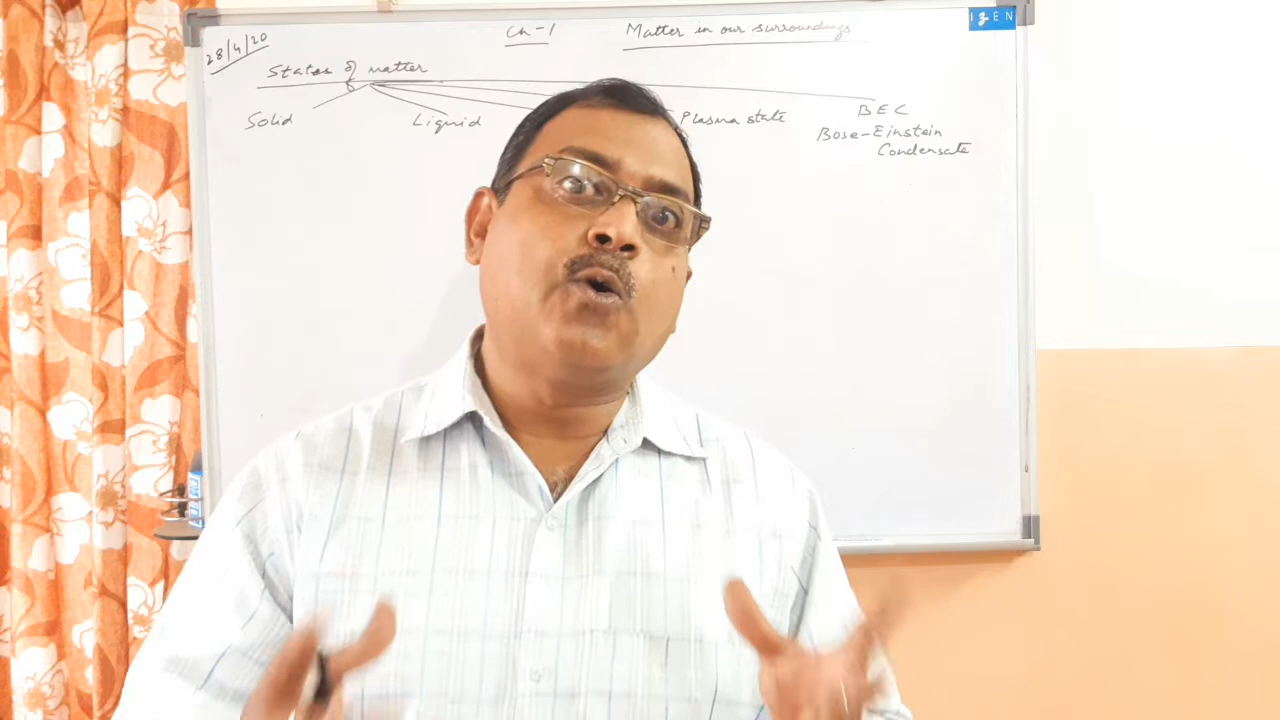 28/4/20
Ch-1 Matter in our surroundings
IZEN
States of matter
Solid Liquid Plasma state BEC
Bose-Einstein
Condensate